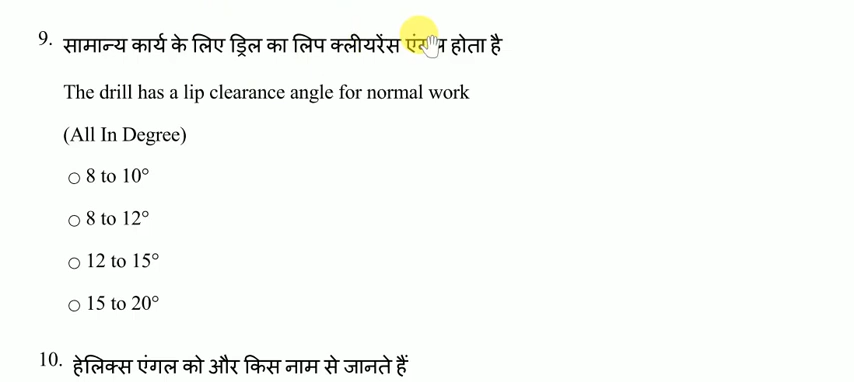 9. सामान्य कार्य के लिए ड्रिल का लिप क्लीयरेंस होता है
The drill has a lip clearance angle for normal work
(All In Degree)
8 to 10°
8 to 12°
12 to 15°
15 to 20°
10. हेलिक्स एंगल को और किस नाम से जानते हैं